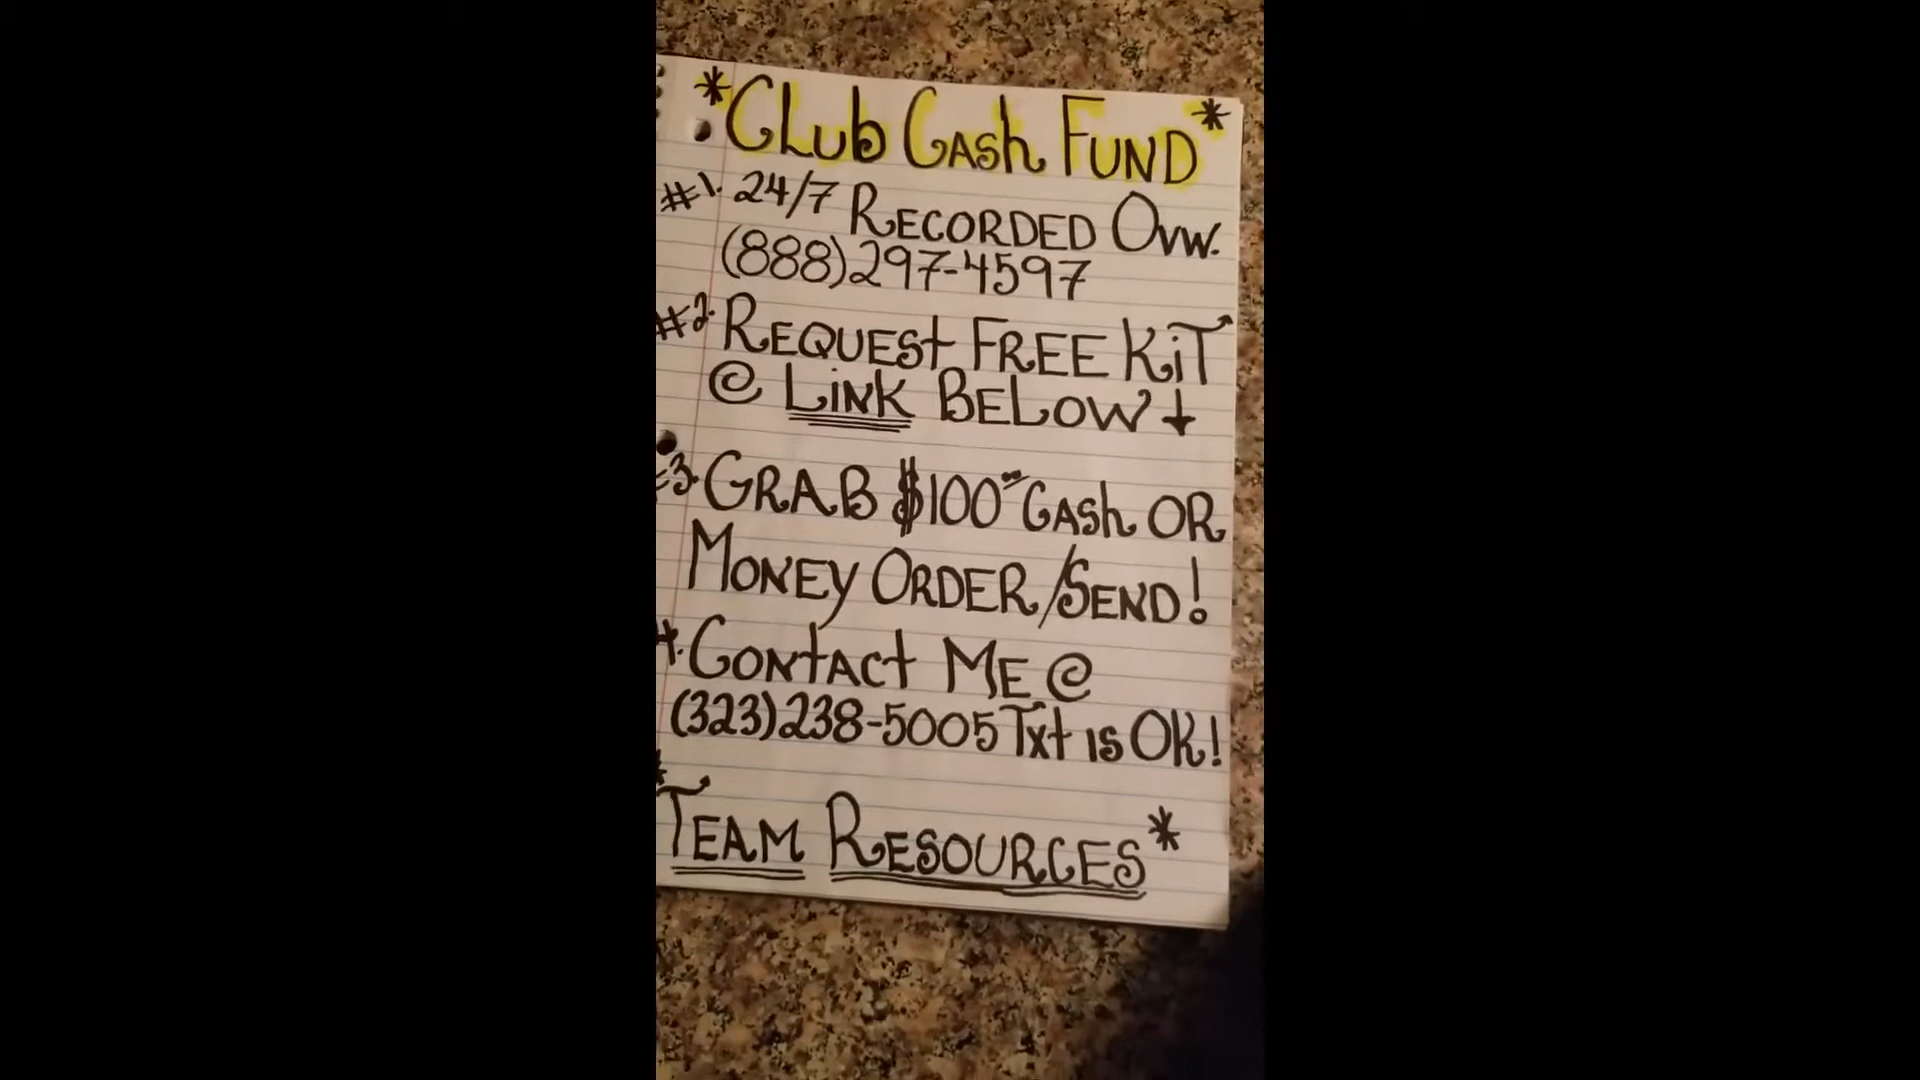 *Club Cash Fund*
#1. 24/7 Recorded Ovw.
(888)297-4597
#2. Request FREE KiT
@ Link Below ↓
3. Grab $100⁰⁰ Cash OR
Money Order/Send!
4. Contact Me @
(323)238-5005 Txt is OK!
*Team Resources*